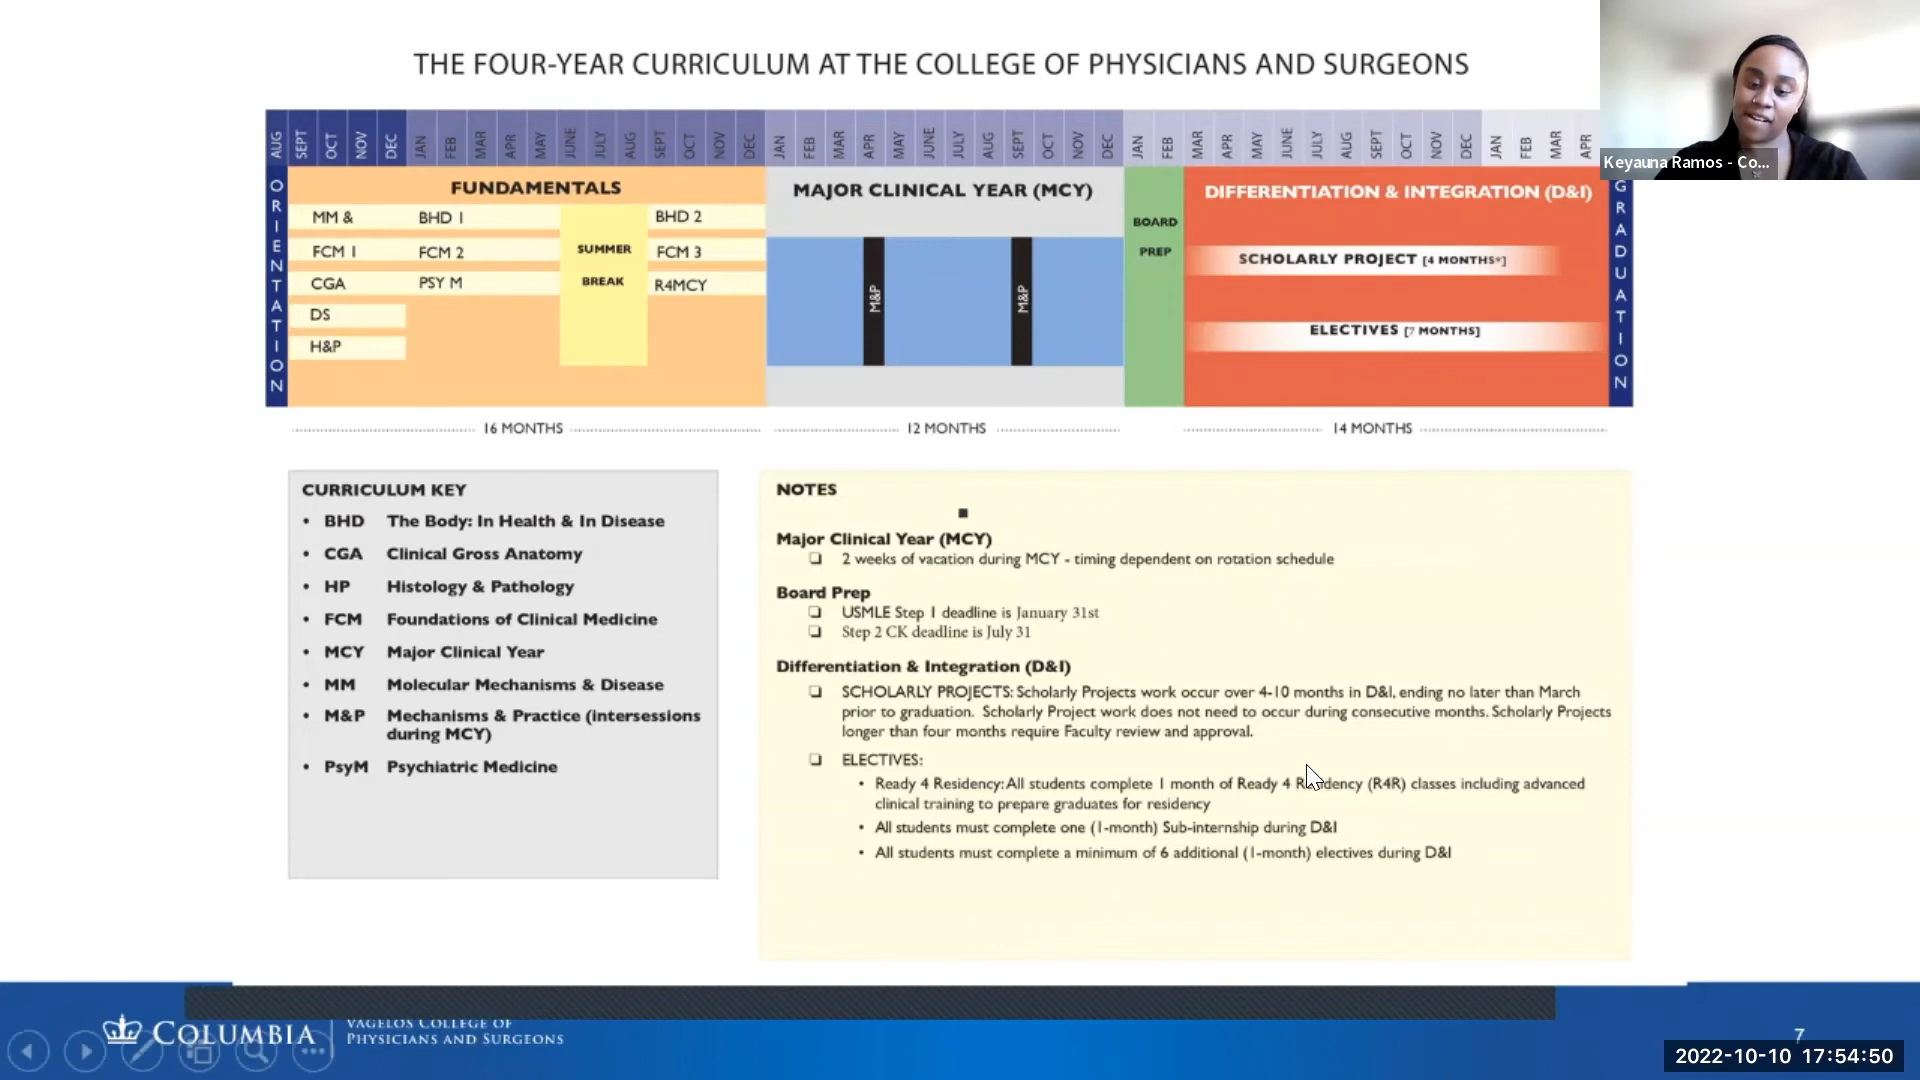 THE FOUR-YEAR CURRICULUM AT THE COLLEGE OF PHYSICIANS AND SURGEONS
Keyauna Ramos - Co...
AUG SEPT OCT NOV DEC JAN FEB MAR APR MAY JUNE JULY AUG SEPT OCT NOV DEC JAN FEB MAR APR MAY JUNE JULY AUG SEPT OCT NOV DEC JAN FEB MAR APR MAY JUNE JULY AUG SEPT OCT NOV DEC JAN FEB MAR APR
ORIENTATION
FUNDAMENTALS
MM & BHD 1 BHD 2
FCM 1 FCM 2 FCM 3
CGA PSY M R4MCY
DS
H&P
SUMMER
BREAK
MAJOR CLINICAL YEAR (MCY)
M&P
M&P
BOARD
PREP
DIFFERENTIATION & INTEGRATION (D&I)
SCHOLARLY PROJECT [4 MONTHS*]
ELECTIVES [7 MONTHS]
GRADUATION
16 MONTHS
12 MONTHS
14 MONTHS
CURRICULUM KEY
• BHD The Body: In Health & In Disease
• CGA Clinical Gross Anatomy
• HP Histology & Pathology
• FCM Foundations of Clinical Medicine
• MCY Major Clinical Year
• MM Molecular Mechanisms & Disease
• M&P Mechanisms & Practice (intersessions
during MCY)
• PsyM Psychiatric Medicine
NOTES
Major Clinical Year (MCY)
❑ 2 weeks of vacation during MCY - timing dependent on rotation schedule
Board Prep
❑ USMLE Step 1 deadline is January 31st
❑ Step 2 CK deadline is July 31
Differentiation & Integration (D&I)
❑ SCHOLARLY PROJECTS: Scholarly Projects work occur over 4-10 months in D&I, ending no later than March
prior to graduation. Scholarly Project work does not need to occur during consecutive months. Scholarly Projects
longer than four months require Faculty review and approval.
❑ ELECTIVES:
• Ready 4 Residency: All students complete 1 month of Ready 4 Residency (R4R) classes including advanced
clinical training to prepare graduates for residency
• All students must complete one (1-month) Sub-internship during D&I
• All students must complete a minimum of 6 additional (1-month) electives during D&I
COLUMBIA
VAGELOS COLLEGE OF
PHYSICIANS AND SURGEONS
7
2022-10-10 17:54:50